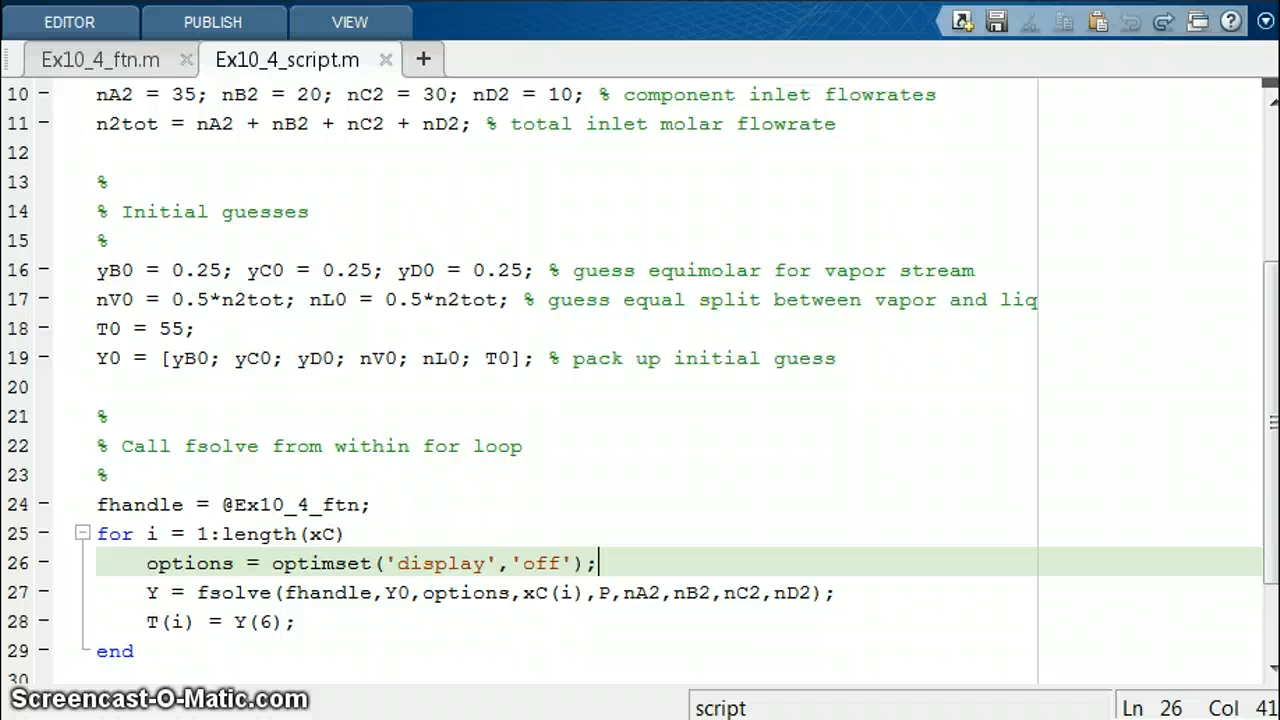 EDITOR PUBLISH VIEW
Ex10_4_ftn.m Ex10_4_script.m
10 nA2 = 35; nB2 = 20; nC2 = 30; nD2 = 10; % component inlet flowrates
11 n2tot = nA2 + nB2 + nC2 + nD2; % total inlet molar flowrate
12
13 %
14 % Initial guesses
15 %
16 yB0 = 0.25; yC0 = 0.25; yD0 = 0.25; % guess equimolar for vapor stream
17 nV0 = 0.5*n2tot; nL0 = 0.5*n2tot; % guess equal split between vapor and liq
18 T0 = 55;
19 Y0 = [yB0; yC0; yD0; nV0; nL0; T0]; % pack up initial guess
20
21 %
22 % Call fsolve from within for loop
23 %
24 fhandle = @Ex10_4_ftn;
25 for i = 1:length(xC)
26 options = optimset('display','off');
27 Y = fsolve(fhandle,Y0,options,xC(i),P,nA2,nB2,nC2,nD2);
28 T(i) = Y(6);
29 end
30
Screencast-O-Matic.com script Ln 26 Col 41